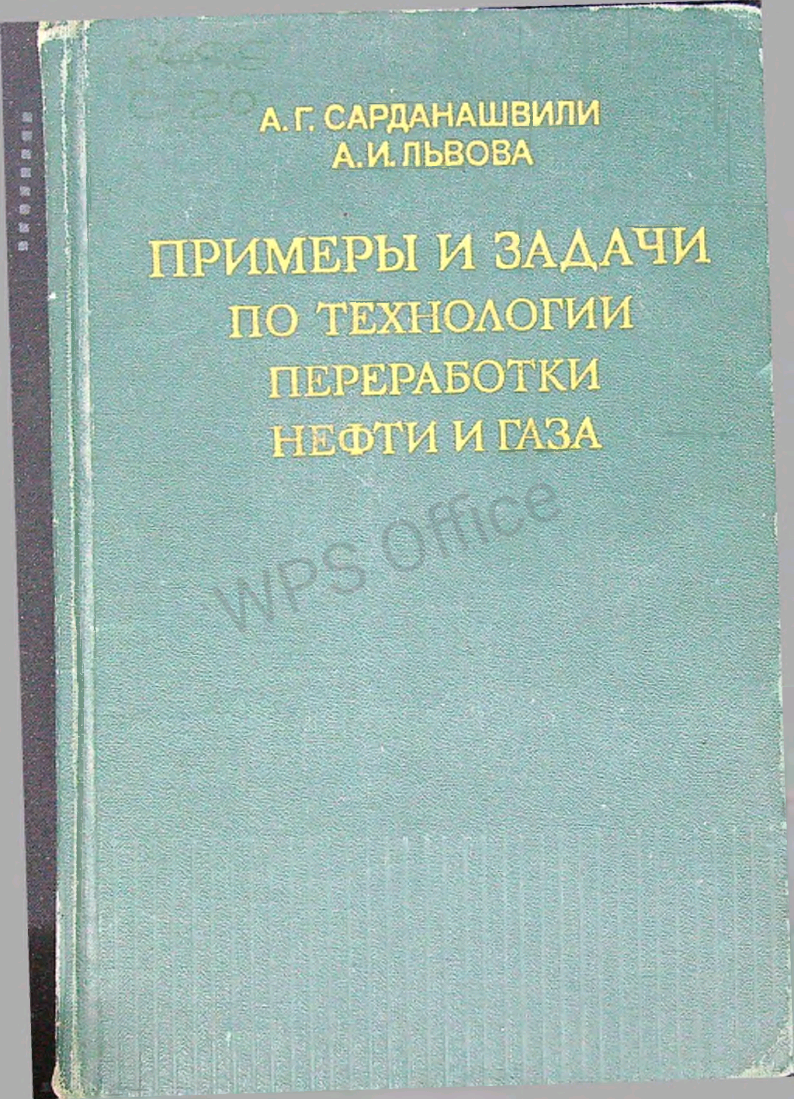 А. Г. САРДАНАШВИЛИ
А. И. ЛЬВОВА
ПРИМЕРЫ И ЗАДАЧИ
ПО ТЕХНОЛОГИИ
ПЕРЕРАБОТКИ
НЕФТИ И ГАЗА
WPS Office